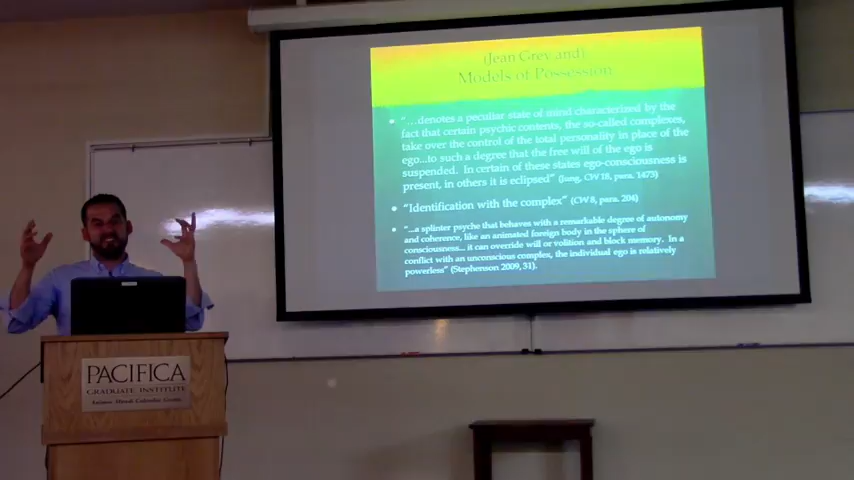 (Jean Grey and)
Models of Possession
• "…denotes a peculiar state of mind characterized by the
fact that certain psychic contents, the so-called complexes,
take over the control of the total personality in place of the
ego...to such a degree that the free will of the ego is
suspended. In certain of these states ego-consciousness is
present, in others it is eclipsed" (Jung, CW 18, para. 1473)
• "Identification with the complex" (CW 8, para. 204)
• "...a splinter psyche that behaves with a remarkable degree of autonomy
and coherence, like an animated foreign body in the sphere of
consciousness... it can override will or volition and block memory. In a
conflict with an unconscious complex, the individual ego is relatively
powerless" (Stephenson 2009, 31).
PACIFICA
GRADUATE INSTITUTE